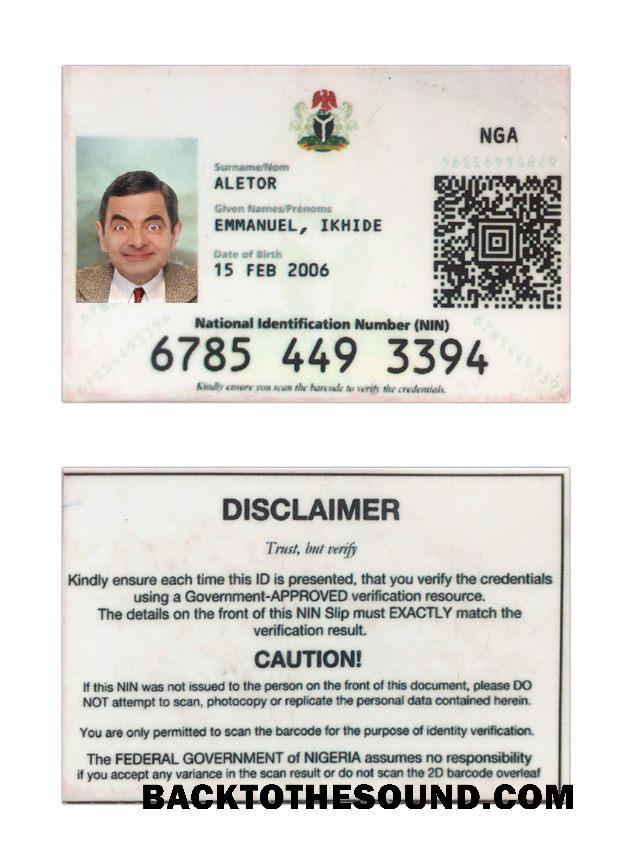 NGA
67854493394
Surname/Nom
ALETOR
Given Names/Prénoms
EMMANUEL, IKHIDE
Date of Birth
15 FEB 2006
67854493394
67854493394
National Identification Number (NIN)
6785 449 3394
Kindly ensure you scan the barcode to verify the credentials.
DISCLAIMER
Trust, but verify
Kindly ensure each time this ID is presented, that you verify the credentials
using a Government-APPROVED verification resource.
The details on the front of this NIN Slip must EXACTLY match the
verification result.
CAUTION!
If this NIN was not issued to the person on the front of this document, please DO
NOT attempt to scan, photocopy or replicate the personal data contained herein.
You are only permitted to scan the barcode for the purpose of identity verification.
The FEDERAL GOVERNMENT of NIGERIA assumes no responsibility
if you accept any variance in the scan result or do not scan the 2D barcode overleaf
BACKTOTHESOUND.COM